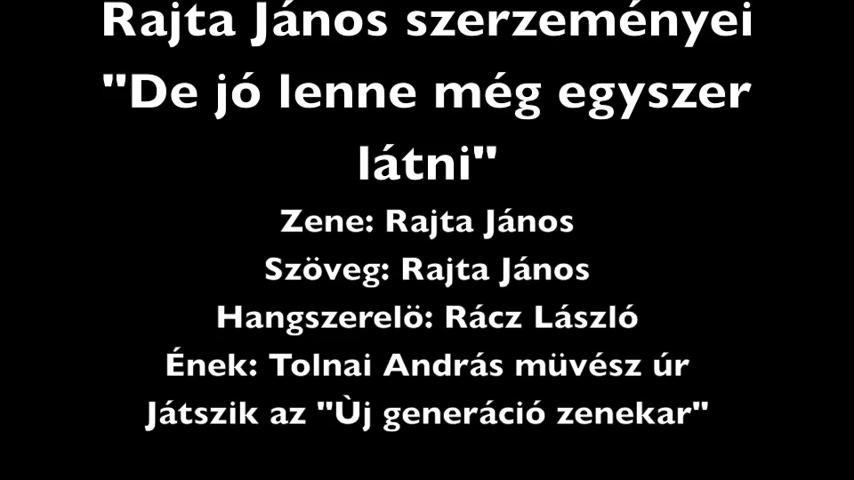 Rajta János szerzeményei
"De jó lenne még egyszer
látni"
Zene: Rajta János
Szöveg: Rajta János
Hangszerelö: Rácz László
Ének: Tolnai András müvész úr
Játszik az "Ùj generáció zenekar"